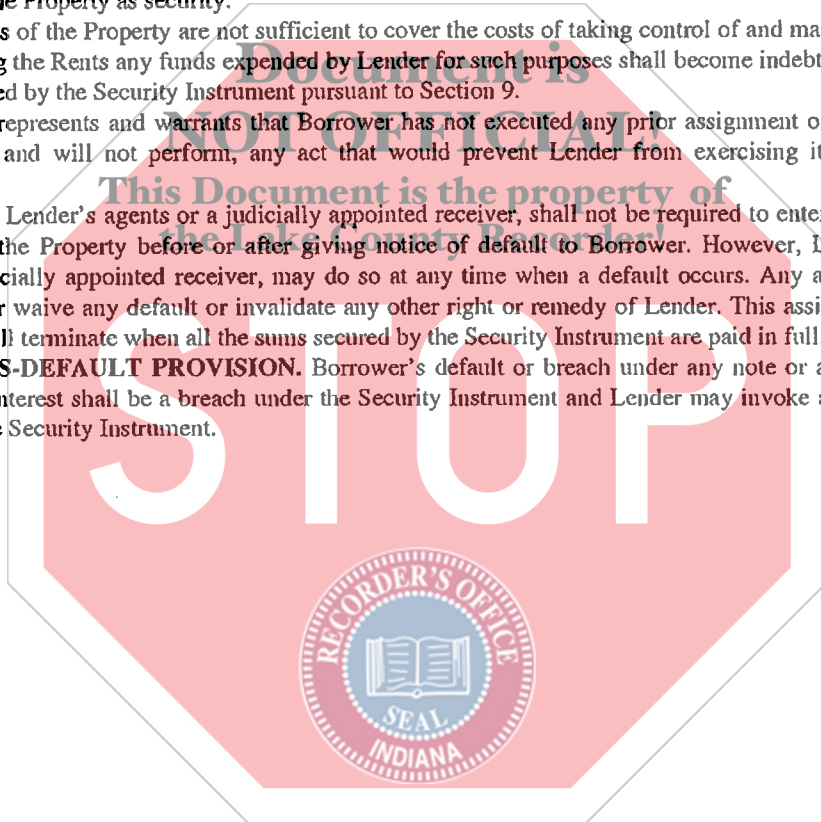 e Property as security.
s of the Property are not sufficient to cover the costs of taking control of and ma
g the Rents any funds expended by Lender for such purposes shall become indebt
ed by the Security Instrument pursuant to Section 9.
represents and warrants that Borrower has not executed any prior assignment o
and will not perform, any act that would prevent Lender from exercising it
Lender's agents or a judicially appointed receiver, shall not be required to ente
the Property before or after giving notice of default to Borrower. However, L
cially appointed receiver, may do so at any time when a default occurs. Any a
r waive any default or invalidate any other right or remedy of Lender. This assi
ll terminate when all the sums secured by the Security Instrument are paid in full
S-DEFAULT PROVISION. Borrower's default or breach under any note or a
nterest shall be a breach under the Security Instrument and Lender may invoke a
e Security Instrument.
Document is
NOT OFFICIAL!
This Document is the property of
the Lake County Recorder!
STOP
RECORDER'S OFFICE
SEAL
INDIANA